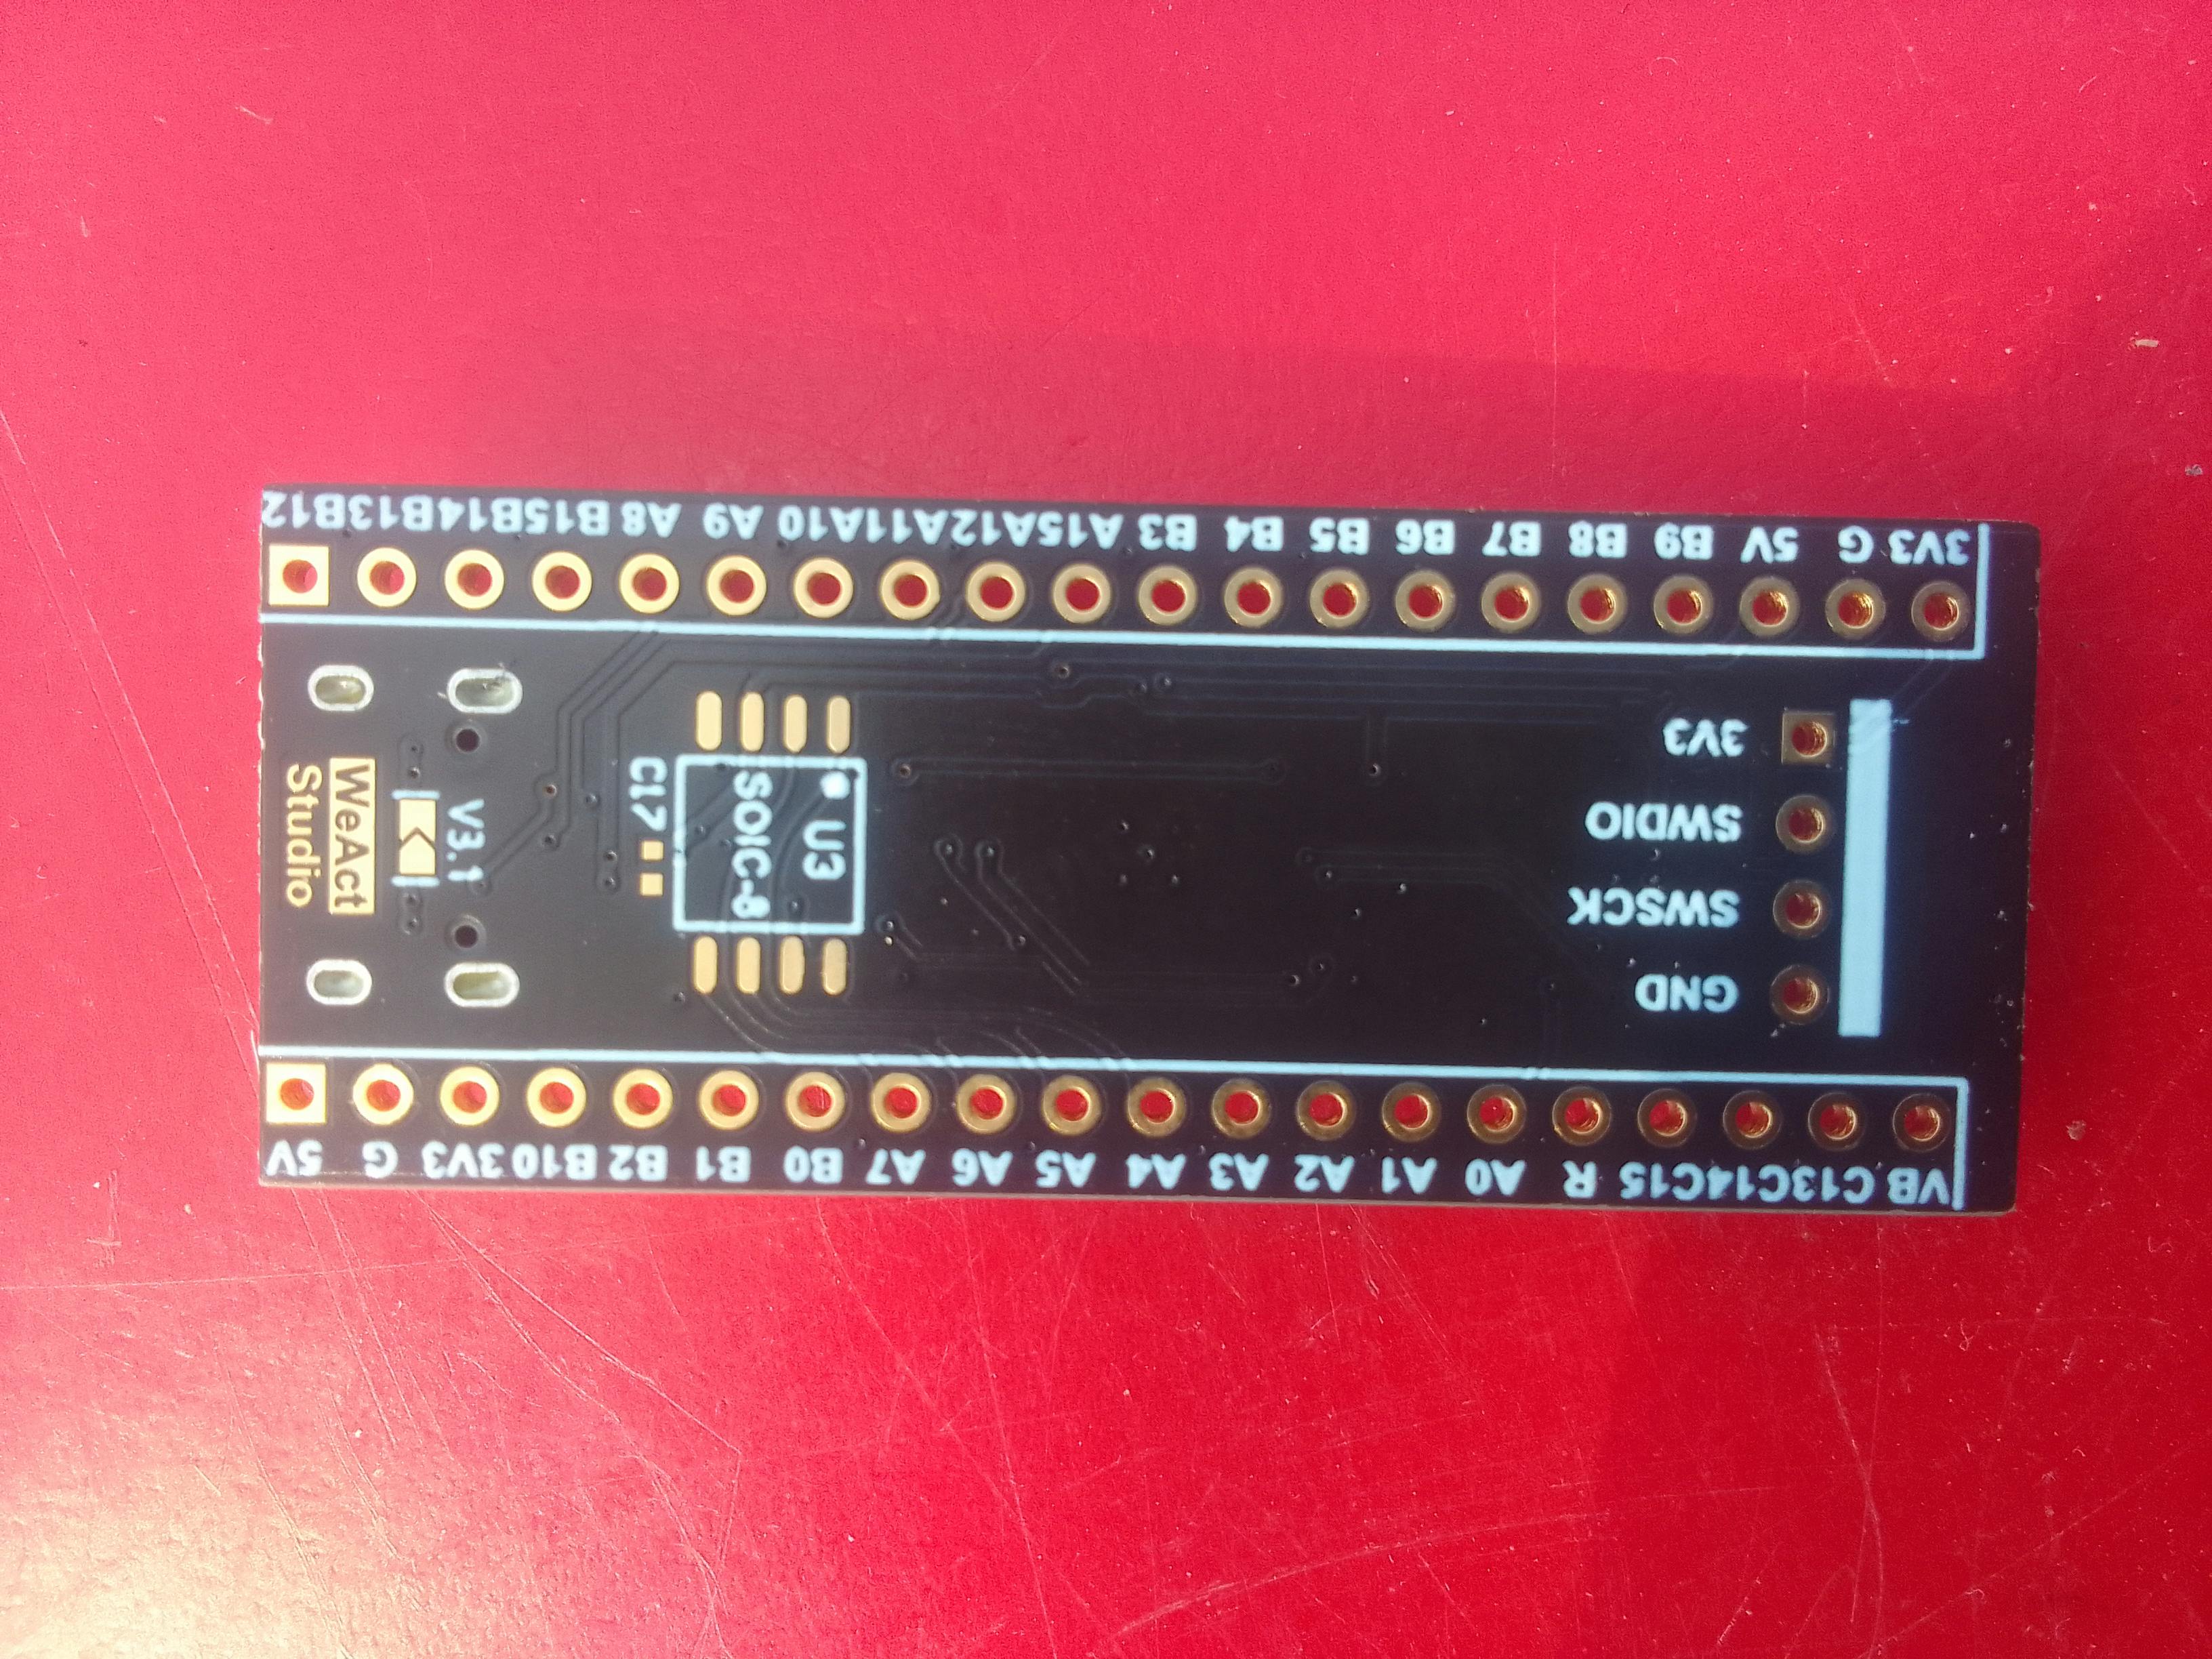 VB C13 C14 C15 R A0 A1 A2 A3 A4 A5 A6 A7 B0 B1 B2 B10 3V3 G 5V
GND
SWSCK
SWDIO
3V3
U3
SOIC-8
C17
V3.1
WeAct
Studio
3V3 G 5V B9 B8 B7 B6 B5 B4 B3 A15 A12 A11 A10 A9 A8 B15 B14 B13 B12